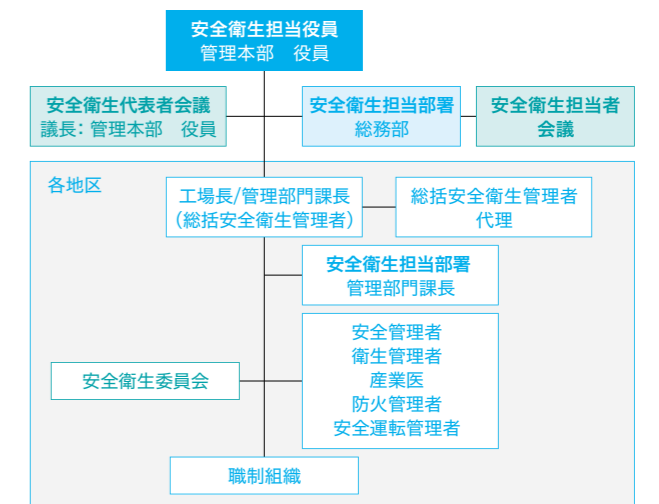 安全衛生担当役員
管理本部　役員
安全衛生代表者会議
議長：管理本部　役員
安全衛生担当部署
総務部
安全衛生担当者
会議
各地区
工場長/管理部門課長
（総括安全衛生管理者）
総括安全衛生管理者
代理
安全衛生担当部署
管理部門課長
安全衛生委員会
安全管理者
衛生管理者
産業医
防火管理者
安全運転管理者
職制組織